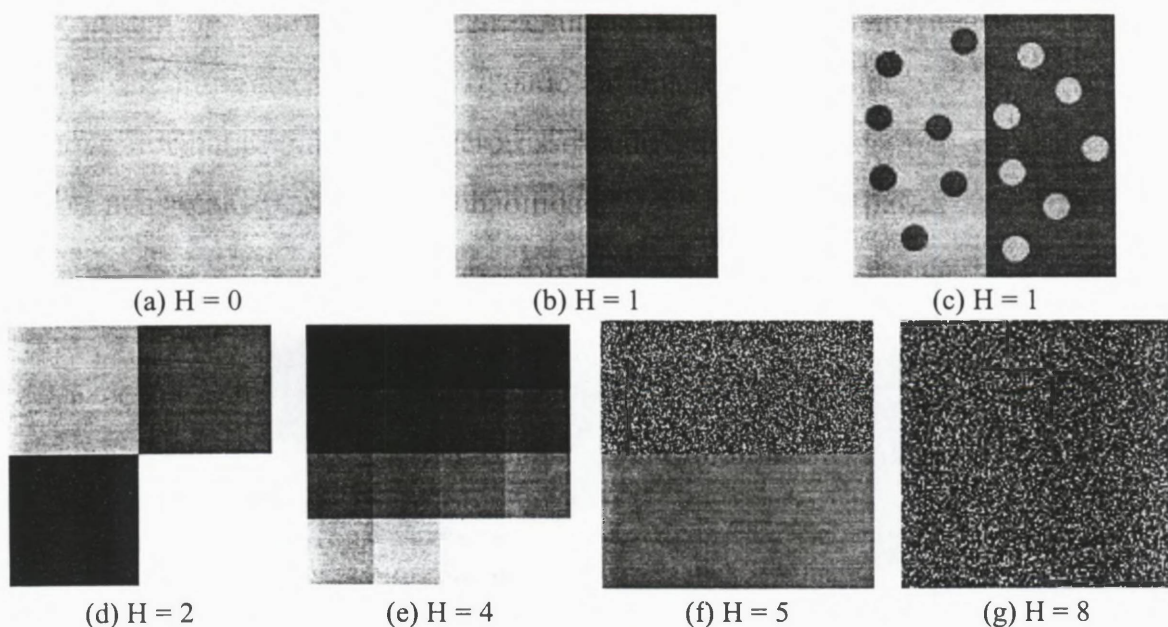 (a) H = 0
(b) H = 1
(c) H = 1
(d) H = 2
(e) H = 4
(f) H = 5
(g) H = 8